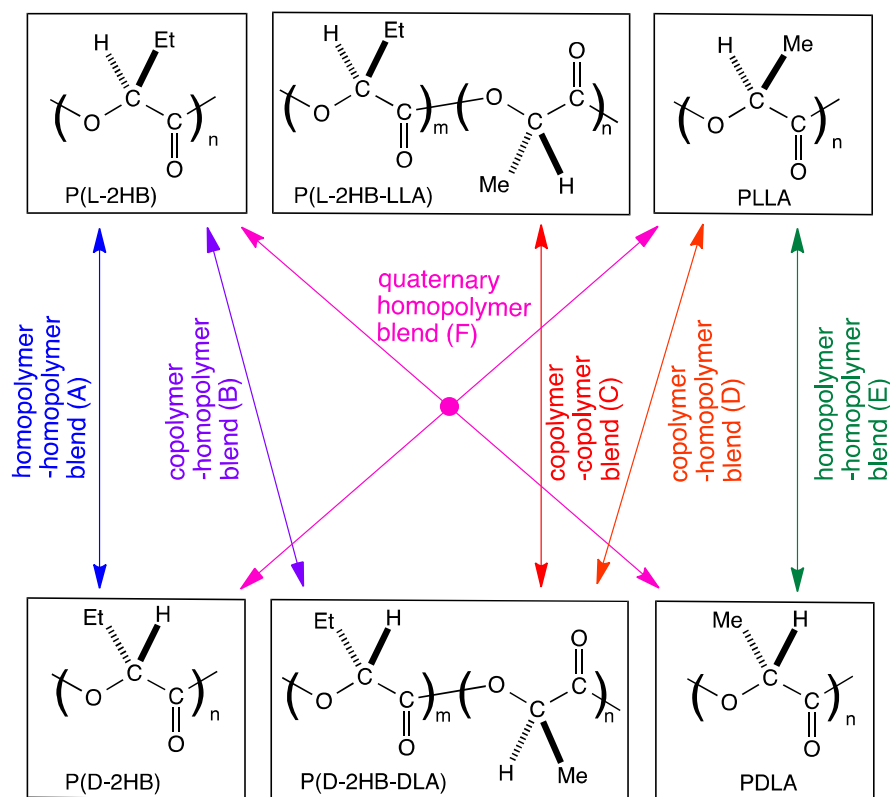 H Et
O C C
O
( ) n
P(L-2HB)
H Et O
O C C O C C
O
Me H
( ) m ( ) n
P(L-2HB-LLA)
H Me
O C C
O
( ) n
PLLA
homopolymer
-homopolymer
blend (A)
copolymer
-homopolymer
blend (B)
quaternary
homopolymer
blend (F)
copolymer
-copolymer
blend (C)
copolymer
-homopolymer
blend (D)
homopolymer
-homopolymer
blend (E)
Et H
O C C
O
( ) n
P(D-2HB)
Et H O
O C C O C C
O
H Me
( ) m ( ) n
P(D-2HB-DLA)
Me H
O C C
O
( ) n
PDLA